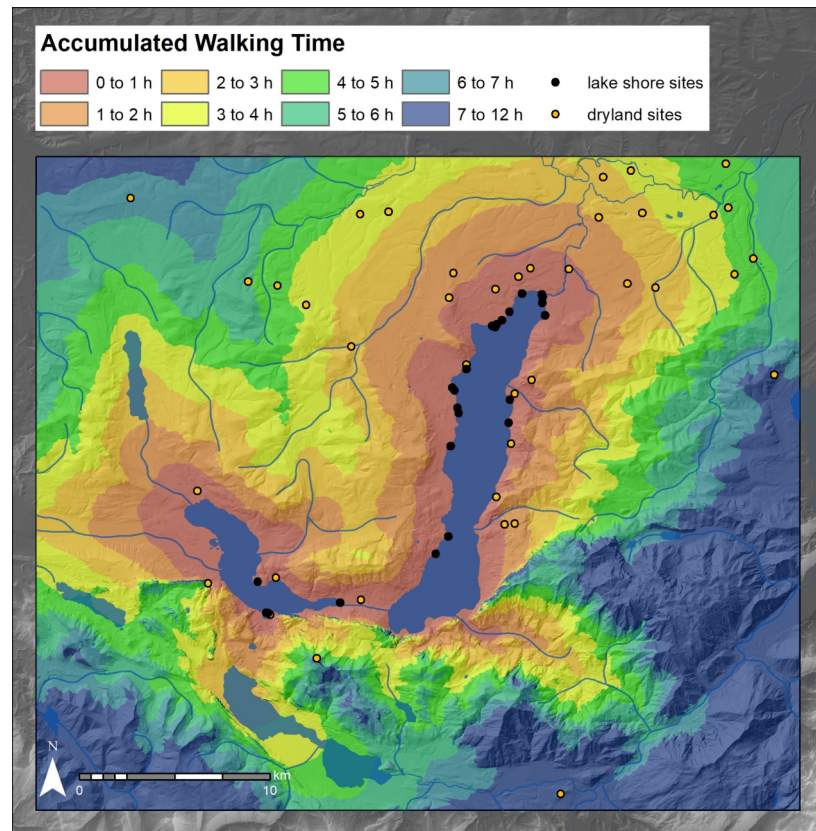 Accumulated Walking Time
0 to 1 h 2 to 3 h 4 to 5 h 6 to 7 h lake shore sites
1 to 2 h 3 to 4 h 5 to 6 h 7 to 12 h dryland sites
N
km
0 10